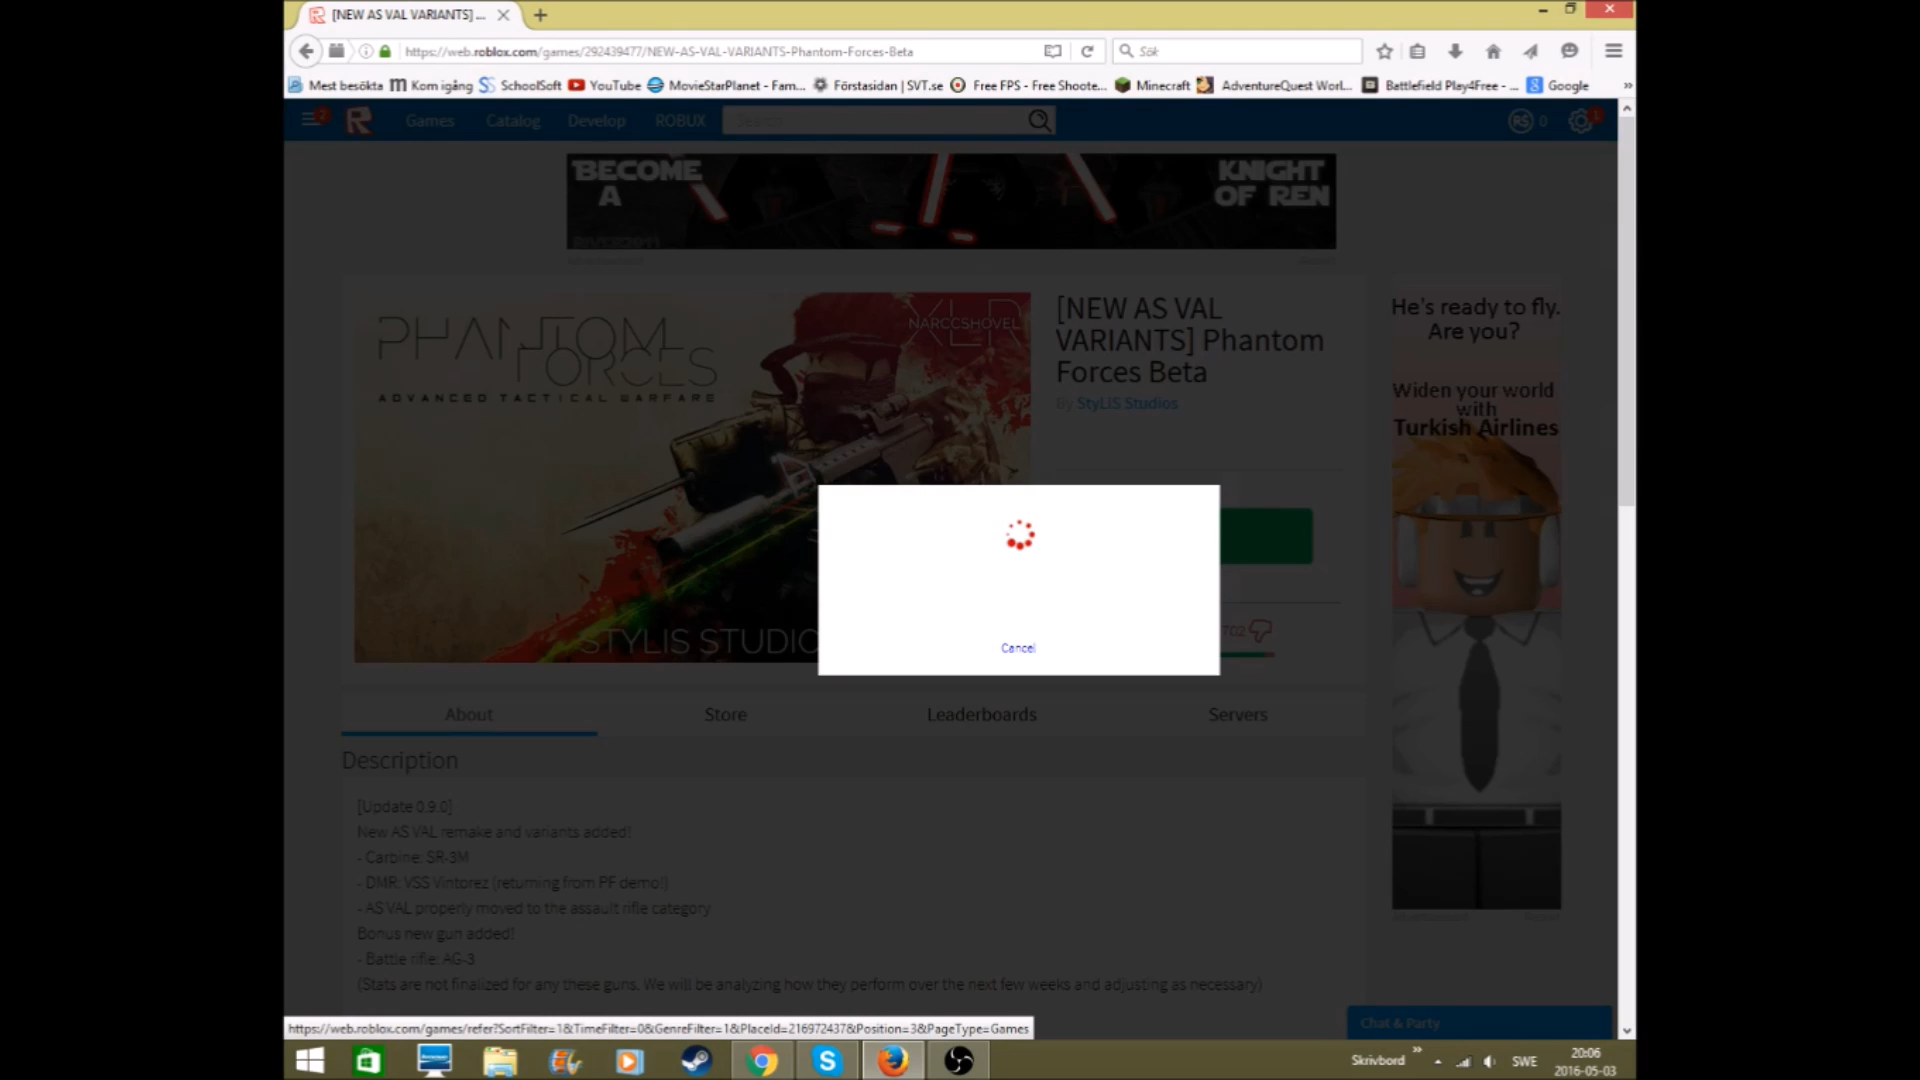 [NEW AS VAL VARIANTS] ...
https://web.roblox.com/games/292439477/NEW-AS-VAL-VARIANTS-Phantom-Forces-Beta
Sök
Mest besökta Kom igång SchoolSoft YouTube MovieStarPlanet - Fam... Förstasidan | SVT.se Free FPS - Free Shoote... Minecraft AdventureQuest Worl... Battlefield Play4Free - ... Google »
2 Games Catalog Develop ROBUX Search R$ 0 1
BECOME A
KNIGHT OF REN
PHANTOM FORCES
ADVANCED TACTICAL WARFARE
XLR
NARCCSHOVEL
STYLIS STUDIO
[NEW AS VAL
VARIANTS] Phantom
Forces Beta
By StyLiS Studios
He's ready to fly.
Are you?
Widen your world
with
Turkish Airlines
702
Cancel
About Store Leaderboards Servers
Description
[Update 0.9.0]
New AS VAL remake and variants added!
- Carbine: SR-3M
- DMR: VSS Vintorez (returning from PF demo!)
- AS VAL properly moved to the assault rifle category
Bonus new gun added!
- Battle rifle: AG-3
(Stats are not finalized for any these guns. We will be analyzing how they perform over the next few weeks and adjusting as necessary)
Chat & Party
https://web.roblox.com/games/refer?SortFilter=1&TimeFilter=0&GenreFilter=1&PlaceId=216972437&Position=3&PageType=Games
Skrivbord » SWE 20:06
2016-05-03